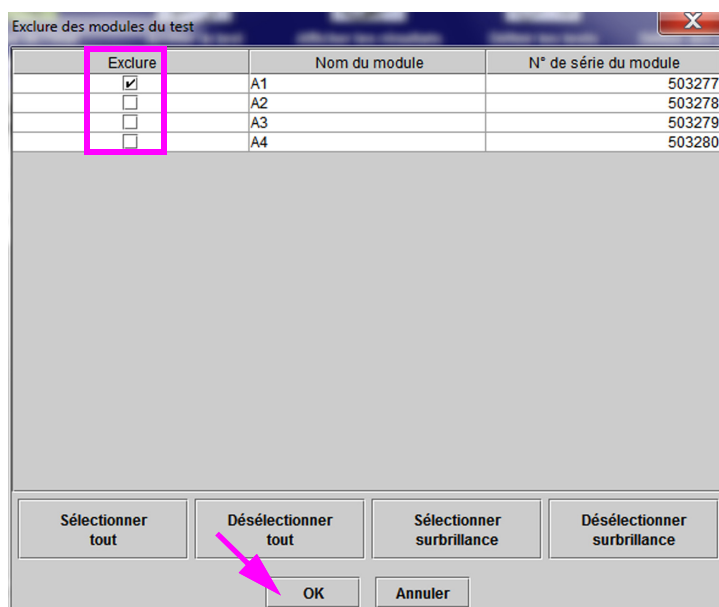 Exclure des modules du test
Exclure Nom du module N° de série du module
A1 503277
A2 503278
A3 503279
A4 503280
Sélectionner tout
Désélectionner tout
Sélectionner surbrillance
Désélectionner surbrillance
OK Annuler